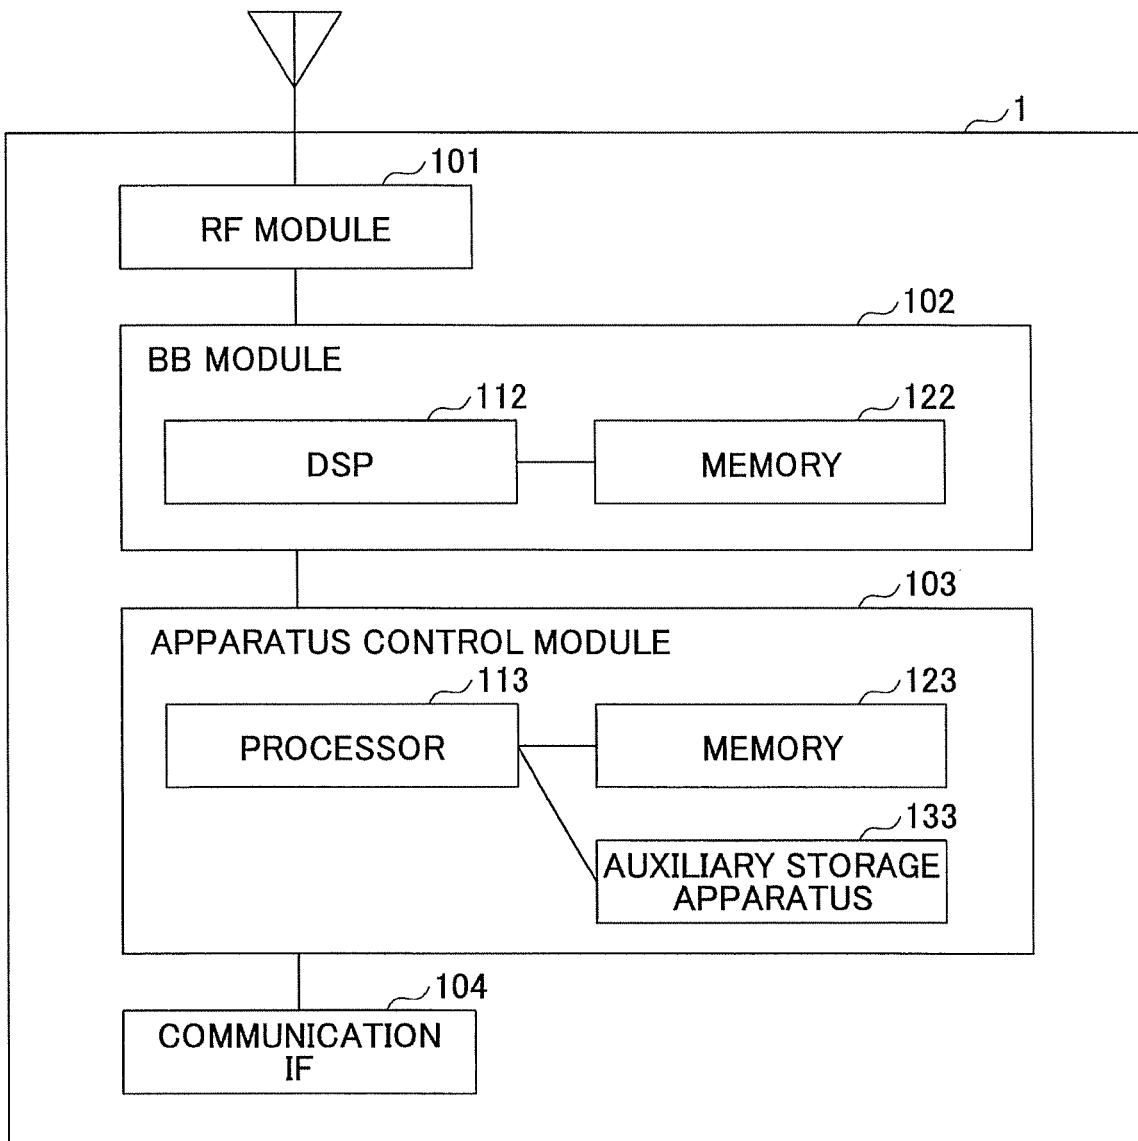 1
101
RF MODULE
102
BB MODULE
112
122
DSP
MEMORY
103
APPARATUS CONTROL MODULE
113
123
PROCESSOR
MEMORY
133
AUXILIARY STORAGE
APPARATUS
104
COMMUNICATION
IF